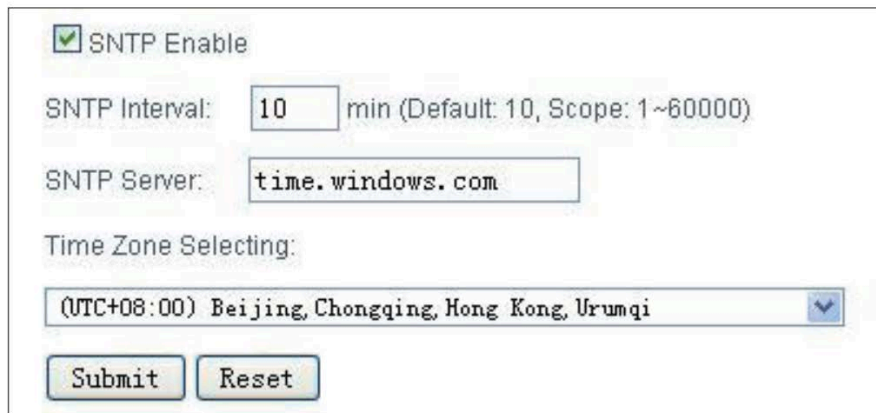 SNTP Enable
SNTP Interval: 10 min (Default: 10, Scope: 1~60000)
SNTP Server: time.windows.com
Time Zone Selecting:
(UTC+08:00) Beijing,Chongqing,Hong Kong,Urumqi
Submit Reset